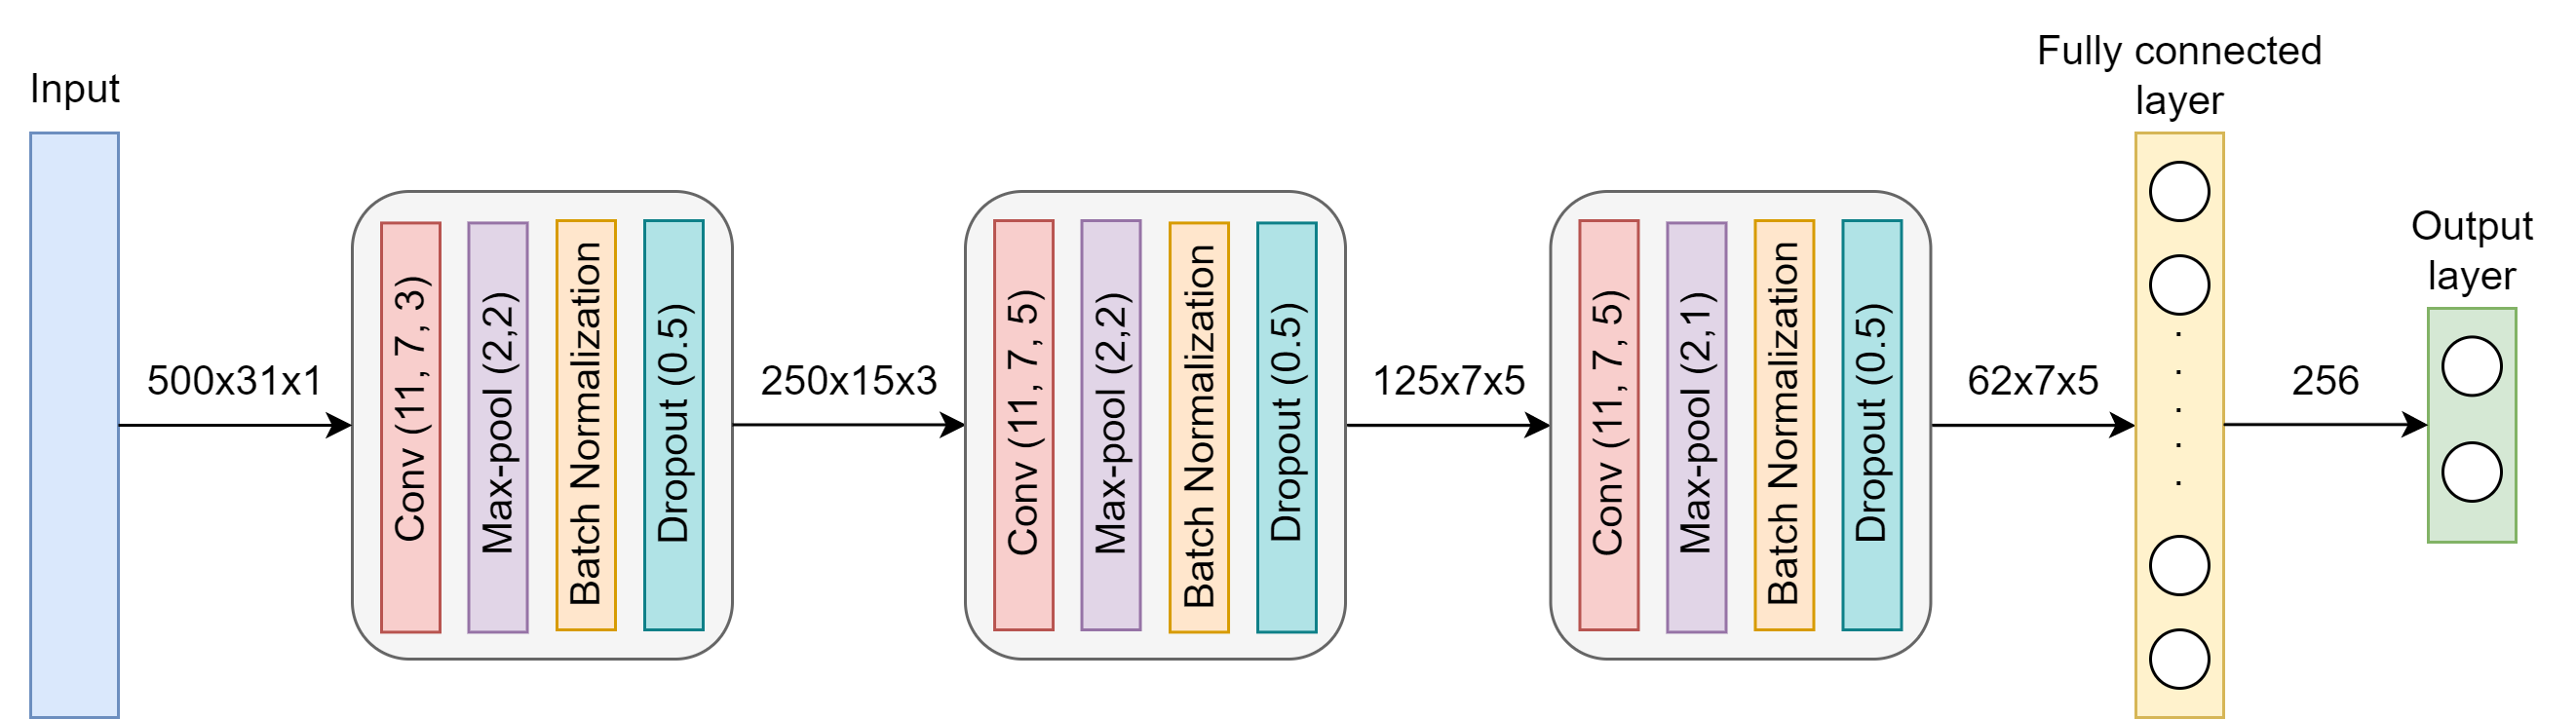 Input
500x31x1
Conv (11, 7, 3)
Max-pool (2,2)
Batch Normalization
Dropout (0.5)
250x15x3
Conv (11, 7, 5)
Max-pool (2,2)
Batch Normalization
Dropout (0.5)
125x7x5
Conv (11, 7, 5)
Max-pool (2,1)
Batch Normalization
Dropout (0.5)
62x7x5
Fully connected
layer
256
Output
layer